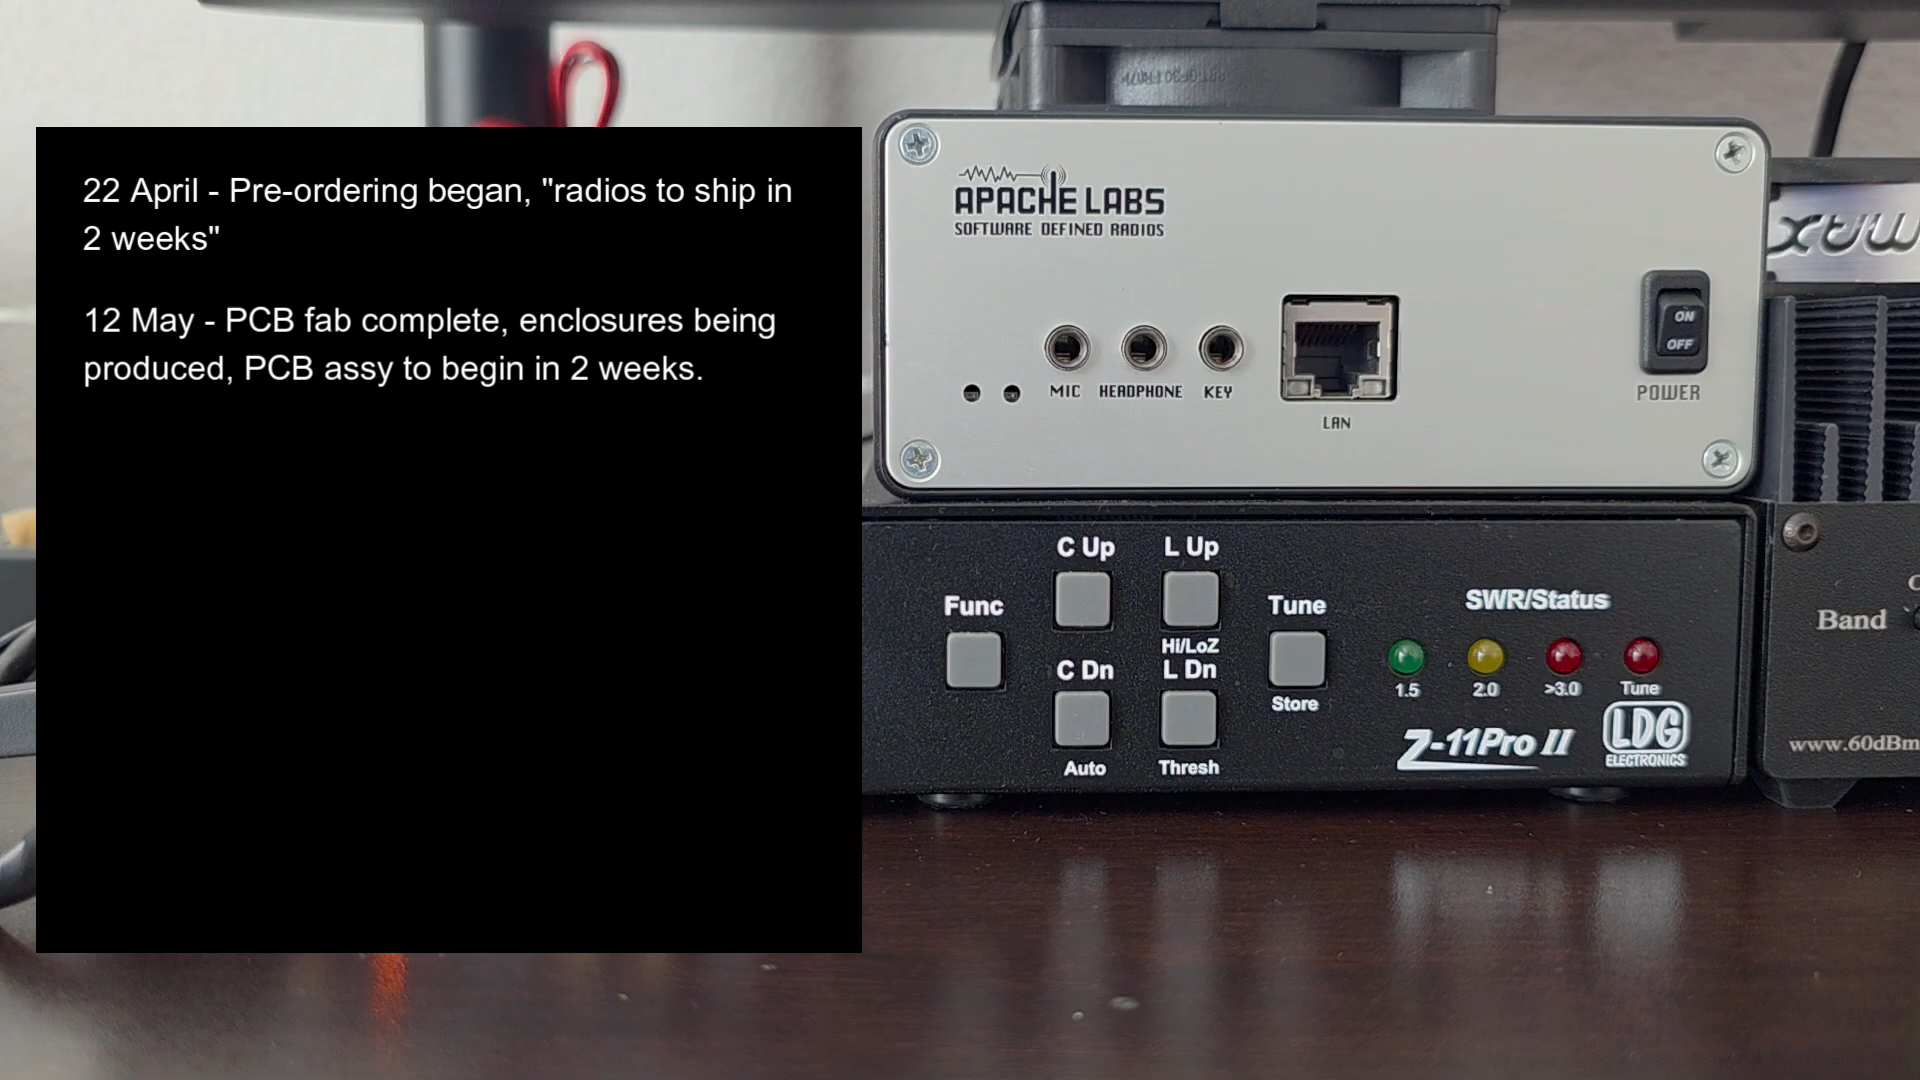 22 April - Pre-ordering began, "radios to ship in
2 weeks"
12 May - PCB fab complete, enclosures being
produced, PCB assy to begin in 2 weeks.
APACHE LABS
SOFTWARE DEFINED RADIOS
MIC HEADPHONE KEY
LAN
ON
OFF
POWER
C Up L Up
Func
Tune
Hi/LoZ
C Dn L Dn
Store
Auto Thresh
SWR/Status
1.5 2.0 >3.0 Tune
Z-11Pro II
LDG
ELECTRONICS
Band
www.60dBm